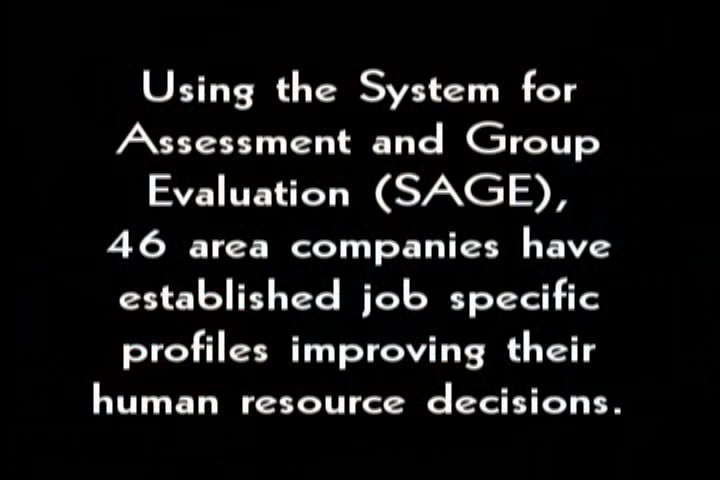 Using the System for
Assessment and Group
Evaluation (SAGE),
46 area companies have
established job specific
profiles improving their
human resource decisions.